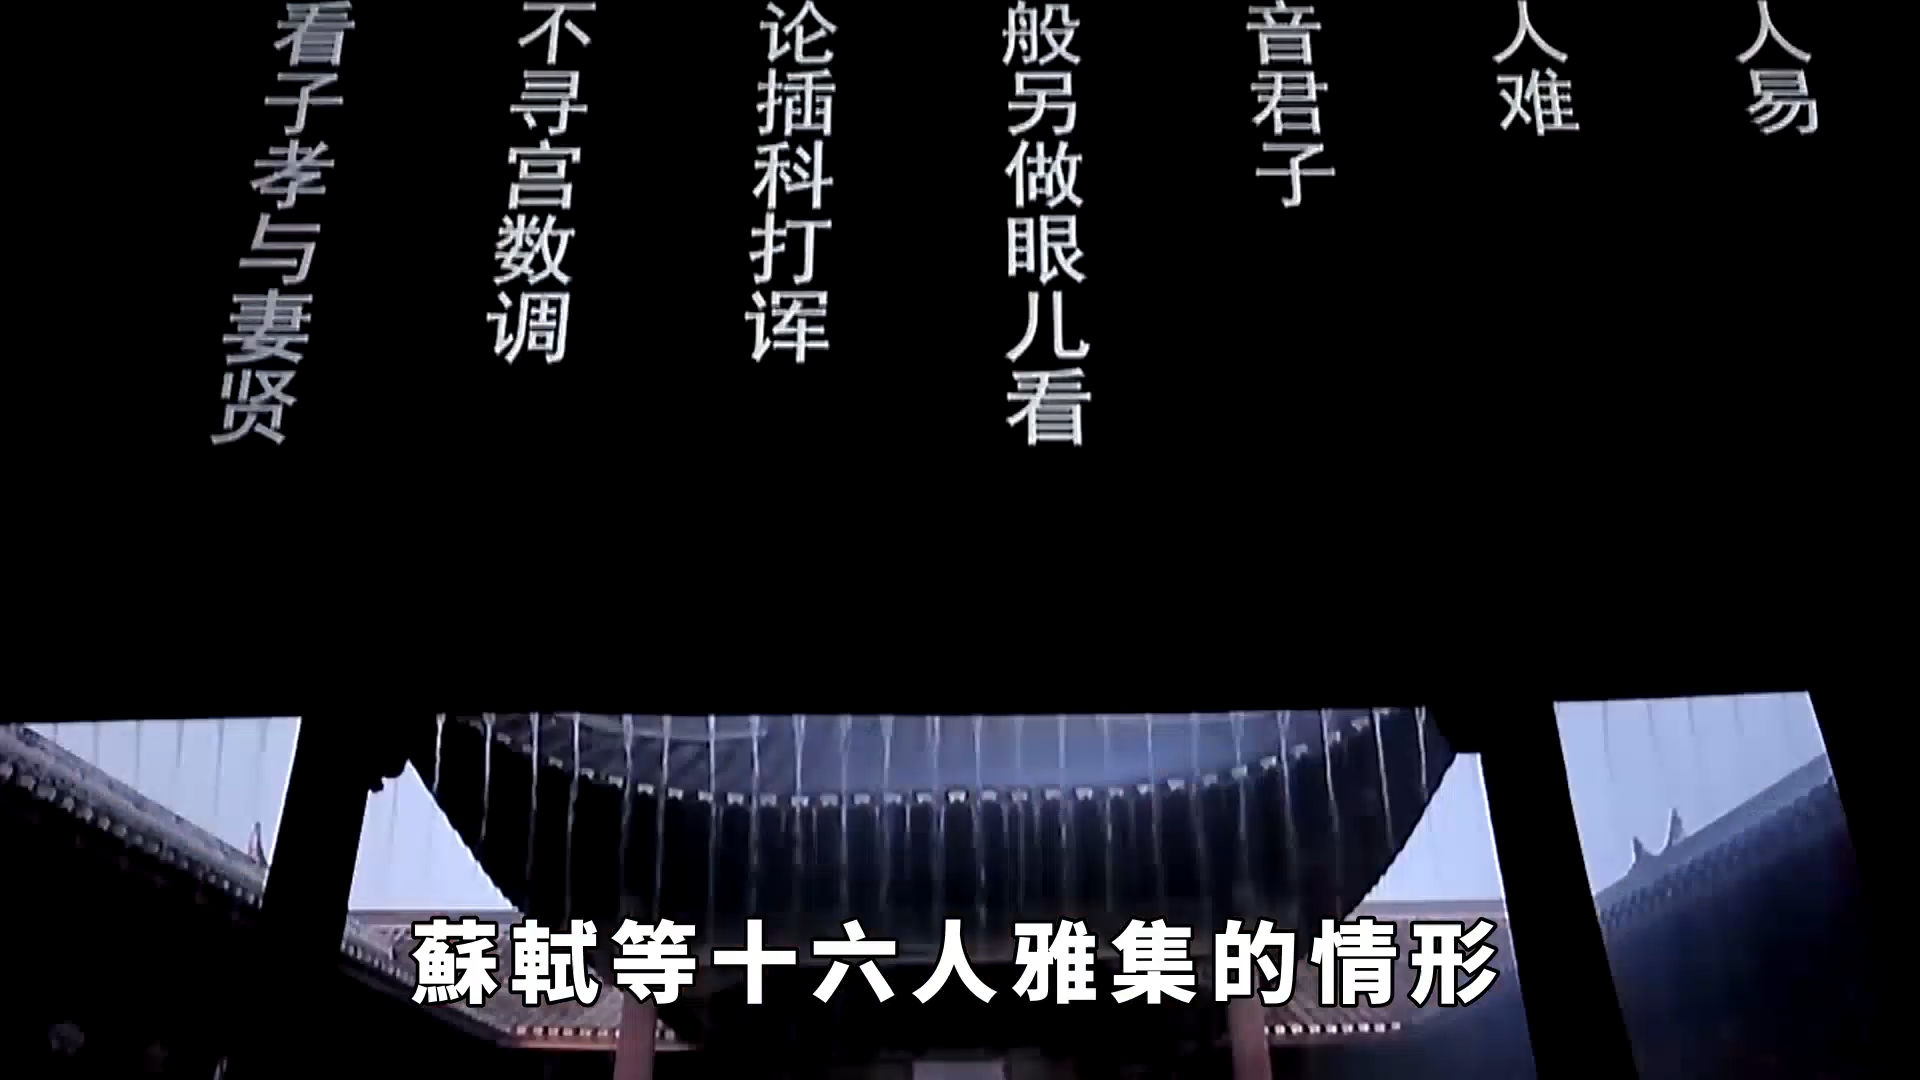 人易
人难
音君子
般另做眼儿看
论插科打诨
不寻宫数调
看子孝与妻贤
蘇軾等十六人雅集的情形